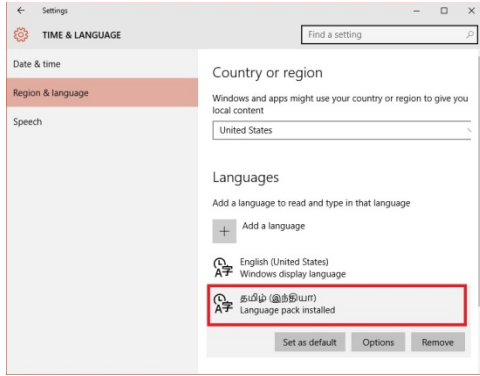 Settings
TIME & LANGUAGE
Find a setting
Date & time
Region & language
Speech
Country or region
Windows and apps might use your country or region to give you
local content
United States
Languages
Add a language to read and type in that language
Add a language
English (United States)
Windows display language
தமிழ் (இந்தியா)
Language pack installed
Set as default
Options
Remove